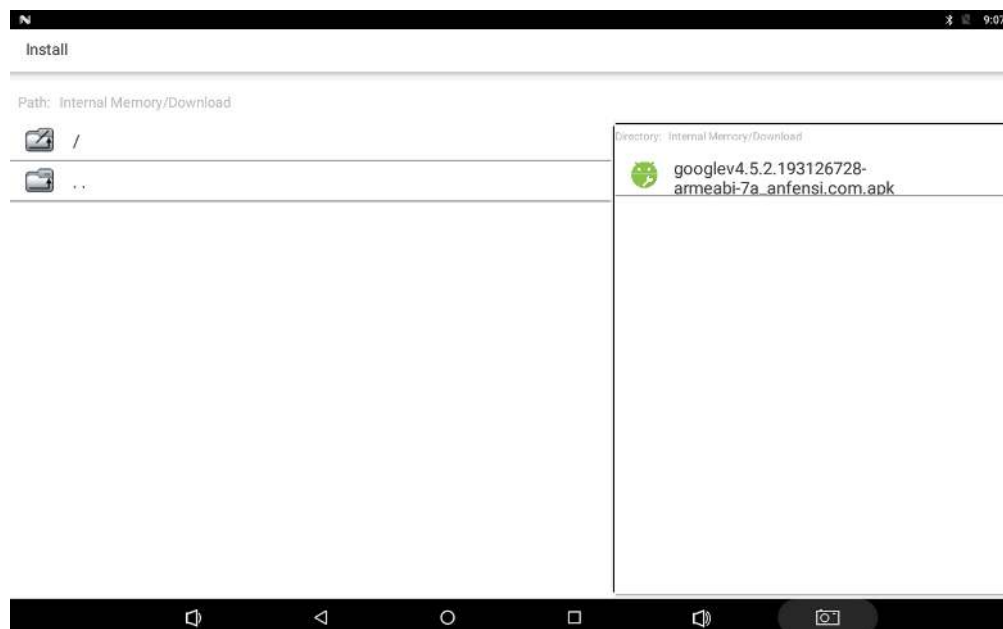 9:07
Install
Path: Internal Memory/Download
/
..
Directory: Internal Memory/Download
googlev4.5.2.193126728-
armeabi-7a_anfensi.com.apk